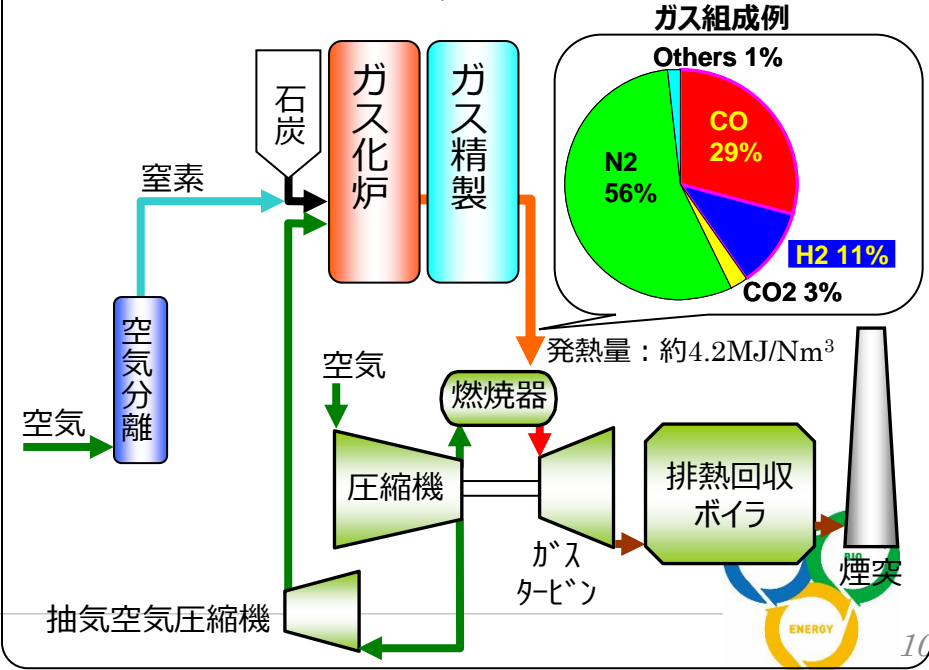 ガス組成例
Others 1%
CO
29%
N2
56%
H2 11%
CO2 3%
石炭
ガス化炉
ガス精製
窒素
空気分離
空気
発熱量：約4.2MJ/Nm³
空気
燃焼器
圧縮機
排熱回収
ボイラ
ｶﾞｽ
ﾀｰﾋﾞﾝ
煙突
抽気空気圧縮機
BIO
ENERGY
10